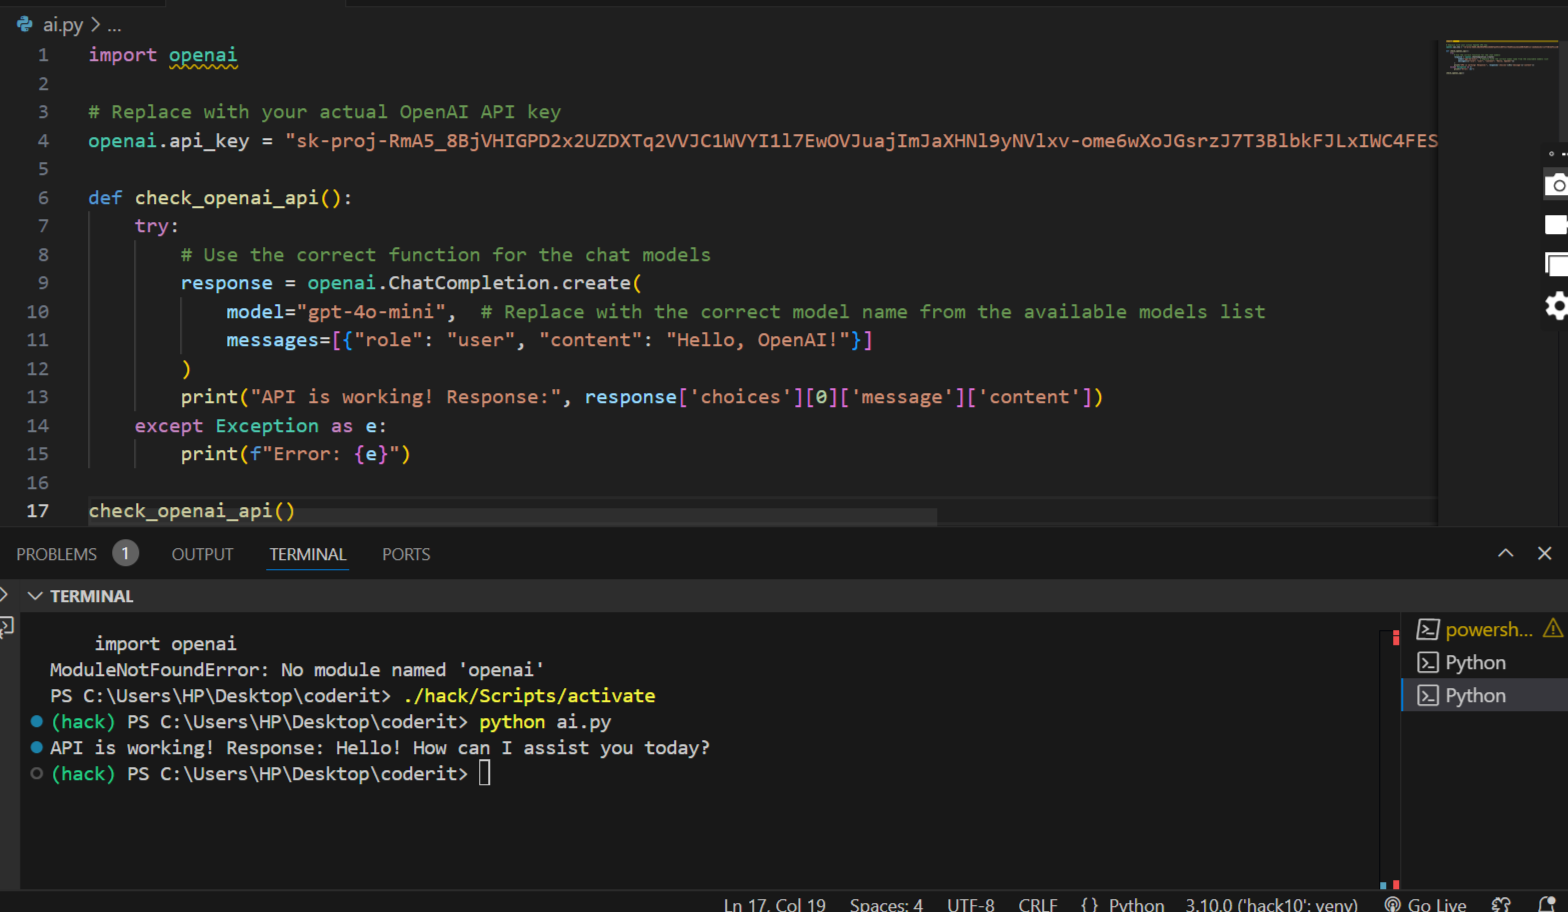 ai.py > ...
1 import openai
2
3 # Replace with your actual OpenAI API key
4 openai.api_key = "sk-proj-RmA5_8BjVHIGPD2x2UZDXTq2VVJC1WVYI1l7EwOVJuajImJaXHNl9yNVlxv-ome6wXoJGsrzJ7T3BlbkFJLxIWC4FES
5
6 def check_openai_api():
7 try:
8 # Use the correct function for the chat models
9 response = openai.ChatCompletion.create(
10 model="gpt-4o-mini", # Replace with the correct model name from the available models list
11 messages=[{"role": "user", "content": "Hello, OpenAI!"}]
12 )
13 print("API is working! Response:", response['choices'][0]['message']['content'])
14 except Exception as e:
15 print(f"Error: {e}")
16
17 check_openai_api()
PROBLEMS 1 OUTPUT TERMINAL PORTS
TERMINAL
import openai
ModuleNotFoundError: No module named 'openai'
PS C:\Users\HP\Desktop\coderit> ./hack/Scripts/activate
(hack) PS C:\Users\HP\Desktop\coderit> python ai.py
API is working! Response: Hello! How can I assist you today?
(hack) PS C:\Users\HP\Desktop\coderit>
powersh...
Python
Python
Ln 17, Col 19 Spaces: 4 UTF-8 CRLF {} Python 3.10.0 ('hack10': venv) Go Live